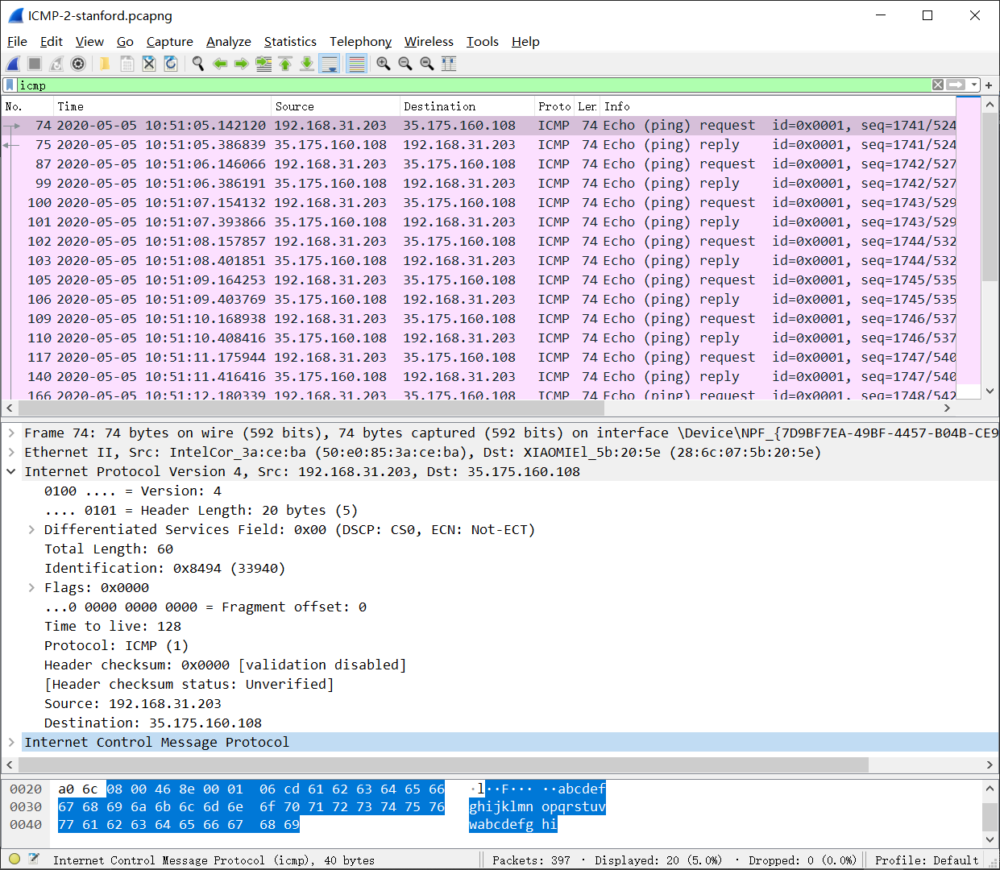 ICMP-2-stanford.pcapng
File Edit View Go Capture Analyze Statistics Telephony Wireless Tools Help
icmp
No. Time Source Destination Proto Ler Info
74 2020-05-05 10:51:05.142120 192.168.31.203 35.175.160.108 ICMP 74 Echo (ping) request id=0x0001, seq=1741/524
75 2020-05-05 10:51:05.386839 35.175.160.108 192.168.31.203 ICMP 74 Echo (ping) reply id=0x0001, seq=1741/524
87 2020-05-05 10:51:06.146066 192.168.31.203 35.175.160.108 ICMP 74 Echo (ping) request id=0x0001, seq=1742/527
99 2020-05-05 10:51:06.386191 35.175.160.108 192.168.31.203 ICMP 74 Echo (ping) reply id=0x0001, seq=1742/527
100 2020-05-05 10:51:07.154132 192.168.31.203 35.175.160.108 ICMP 74 Echo (ping) request id=0x0001, seq=1743/529
101 2020-05-05 10:51:07.393866 35.175.160.108 192.168.31.203 ICMP 74 Echo (ping) reply id=0x0001, seq=1743/529
102 2020-05-05 10:51:08.157857 192.168.31.203 35.175.160.108 ICMP 74 Echo (ping) request id=0x0001, seq=1744/532
103 2020-05-05 10:51:08.401851 35.175.160.108 192.168.31.203 ICMP 74 Echo (ping) reply id=0x0001, seq=1744/532
105 2020-05-05 10:51:09.164253 192.168.31.203 35.175.160.108 ICMP 74 Echo (ping) request id=0x0001, seq=1745/535
106 2020-05-05 10:51:09.403769 35.175.160.108 192.168.31.203 ICMP 74 Echo (ping) reply id=0x0001, seq=1745/535
109 2020-05-05 10:51:10.168938 192.168.31.203 35.175.160.108 ICMP 74 Echo (ping) request id=0x0001, seq=1746/537
110 2020-05-05 10:51:10.408416 35.175.160.108 192.168.31.203 ICMP 74 Echo (ping) reply id=0x0001, seq=1746/537
117 2020-05-05 10:51:11.175944 192.168.31.203 35.175.160.108 ICMP 74 Echo (ping) request id=0x0001, seq=1747/540
140 2020-05-05 10:51:11.416416 35.175.160.108 192.168.31.203 ICMP 74 Echo (ping) reply id=0x0001, seq=1747/540
166 2020-05-05 10:51:12.180339 192.168.31.203 35.175.160.108 ICMP 74 Echo (ping) request id=0x0001, seq=1748/542
Frame 74: 74 bytes on wire (592 bits), 74 bytes captured (592 bits) on interface \Device\NPF_{7D9BF7EA-49BF-4457-B04B-CE9
Ethernet II, Src: IntelCor_3a:ce:ba (50:e0:85:3a:ce:ba), Dst: XIAOMIEl_5b:20:5e (28:6c:07:5b:20:5e)
Internet Protocol Version 4, Src: 192.168.31.203, Dst: 35.175.160.108
0100 .... = Version: 4
.... 0101 = Header Length: 20 bytes (5)
Differentiated Services Field: 0x00 (DSCP: CS0, ECN: Not-ECT)
Total Length: 60
Identification: 0x8494 (33940)
Flags: 0x0000
...0 0000 0000 0000 = Fragment offset: 0
Time to live: 128
Protocol: ICMP (1)
Header checksum: 0x0000 [validation disabled]
[Header checksum status: Unverified]
Source: 192.168.31.203
Destination: 35.175.160.108
Internet Control Message Protocol
0020 a0 6c 08 00 46 8e 00 01 06 cd 61 62 63 64 65 66 ·l··F··· ··abcdef
0030 67 68 69 6a 6b 6c 6d 6e 6f 70 71 72 73 74 75 76 ghijklmn opqrstuv
0040 77 61 62 63 64 65 66 67 68 69 wabcdefg hi
Internet Control Message Protocol (icmp), 40 bytes Packets: 397 · Displayed: 20 (5.0%) · Dropped: 0 (0.0%) Profile: Default